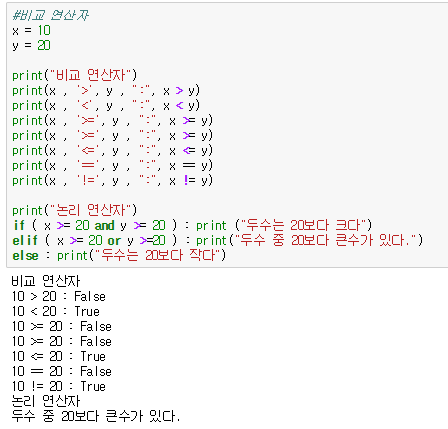 #비교 연산자
x = 10
y = 20
print("비교 연산자")
print(x , '>', y , ":", x > y)
print(x , '<', y , ":", x < y)
print(x , '>=', y , ":", x >= y)
print(x , '>=', y , ":", x >= y)
print(x , '<=', y , ":", x <= y)
print(x , '==', y , ":", x == y)
print(x , '!=', y , ":", x != y)
print("논리 연산자")
if ( x >= 20 and y >= 20 ) : print ("두수는 20보다 크다")
elif ( x >= 20 or y >=20 ) : print("두수 중 20보다 큰수가 있다.")
else : print("두수는 20보다 작다")
비교 연산자
10 > 20 : False
10 < 20 : True
10 >= 20 : False
10 >= 20 : False
10 <= 20 : True
10 == 20 : False
10 != 20 : True
논리 연산자
두수 중 20보다 큰수가 있다.